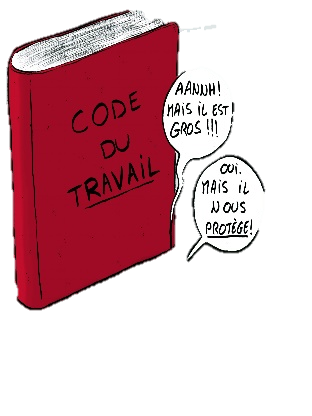 CODE
DU
TRAVAIL
AANNH!
MAIS iL EST!
GROS !!!
OUi.
MAIS iL
NOUS
PROTÈGE!